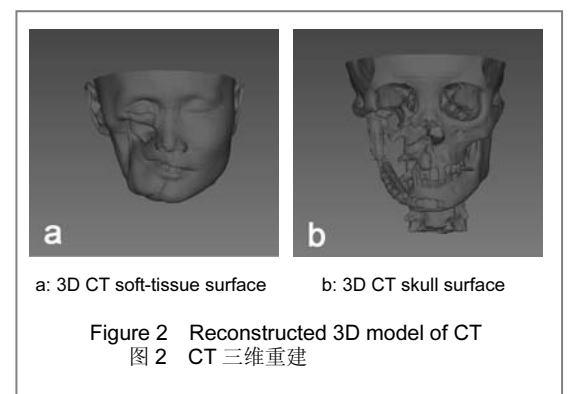 a
b
a: 3D CT soft-tissue surface
b: 3D CT skull surface
Figure 2 Reconstructed 3D model of CT
图 2 CT 三维重建